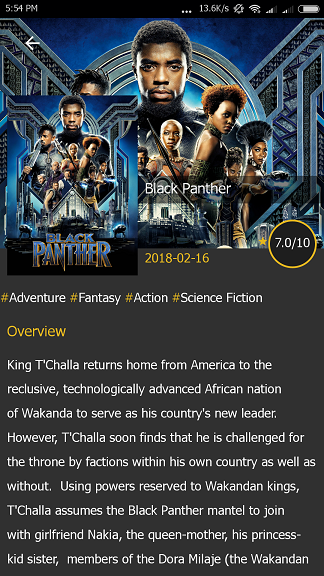 5:54 PM ... 13.6K/s
Black Panther
BLACK
PANTHER
2018-02-16
7.0/10
#Adventure #Fantasy #Action #Science Fiction
Overview
King T'Challa returns home from America to the
reclusive, technologically advanced African nation
of Wakanda to serve as his country's new leader.
However, T'Challa soon finds that he is challenged for
the throne by factions within his own country as well as
without.  Using powers reserved to Wakandan kings,
T'Challa assumes the Black Panther mantel to join
with girlfriend Nakia, the queen-mother, his princess-
kid sister,  members of the Dora Milaje (the Wakandan